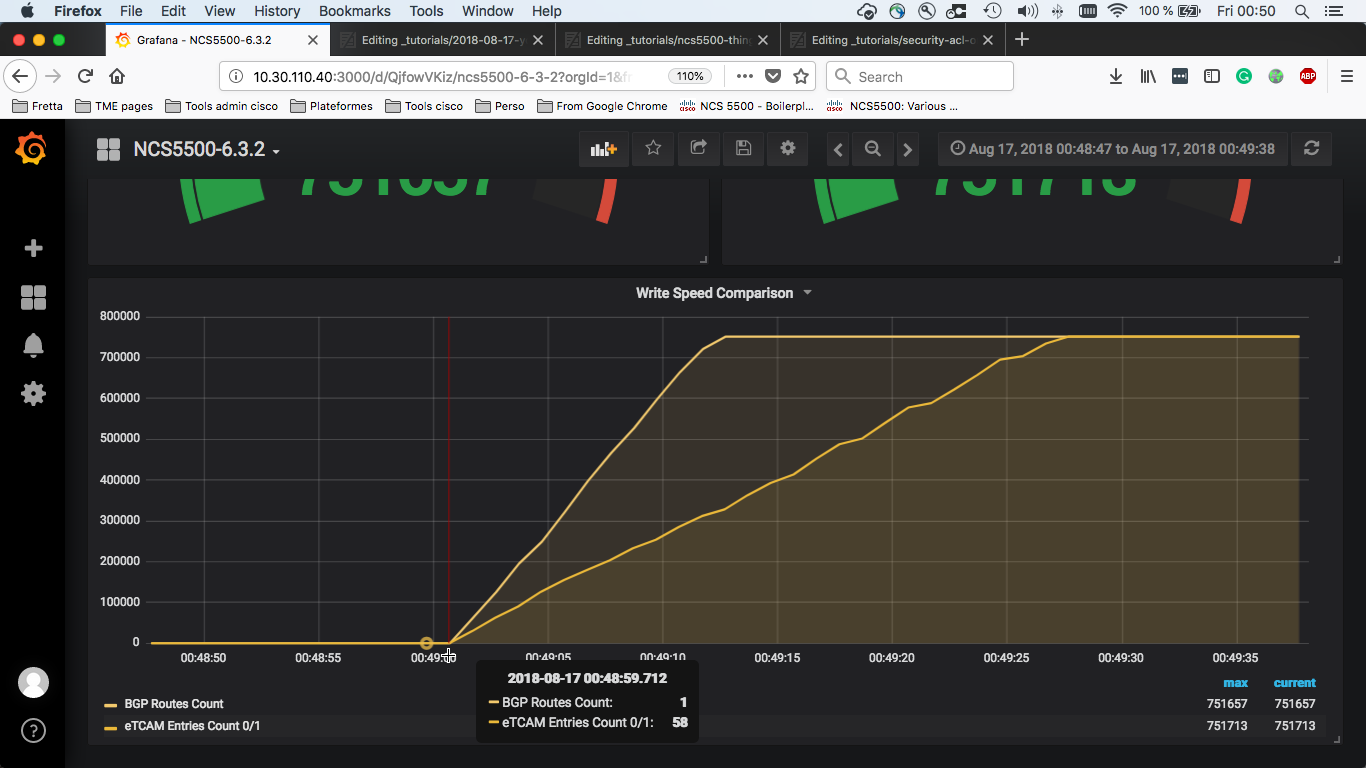 Firefox File Edit View History Bookmarks Tools Window Help 100 % Fri 00:50
Grafana - NCS5500-6.3.2 Editing _tutorials/2018-08-17-y Editing _tutorials/ncs5500-thin Editing _tutorials/security-acl-o
10.30.110.40:3000/d/QjfowVKiz/ncs5500-6-3-2?orgId=1&f 110% Search ABP
Fretta TME pages Tools admin cisco Plateformes Tools cisco Perso From Google Chrome NCS 5500 - Boilerpl... NCS5500: Various ...
NCS5500-6.3.2 Aug 17, 2018 00:48:47 to Aug 17, 2018 00:49:38
751657 751713
Write Speed Comparison
800000
700000
600000
500000
400000
300000
200000
100000
0
00:48:50 00:48:55 00:49:00 00:49:05 00:49:10 00:49:15 00:49:20 00:49:25 00:49:30 00:49:35
2018-08-17 00:48:59.712
BGP Routes Count: 1
eTCAM Entries Count 0/1: 58
max current
BGP Routes Count 751657 751657
eTCAM Entries Count 0/1 751713 751713